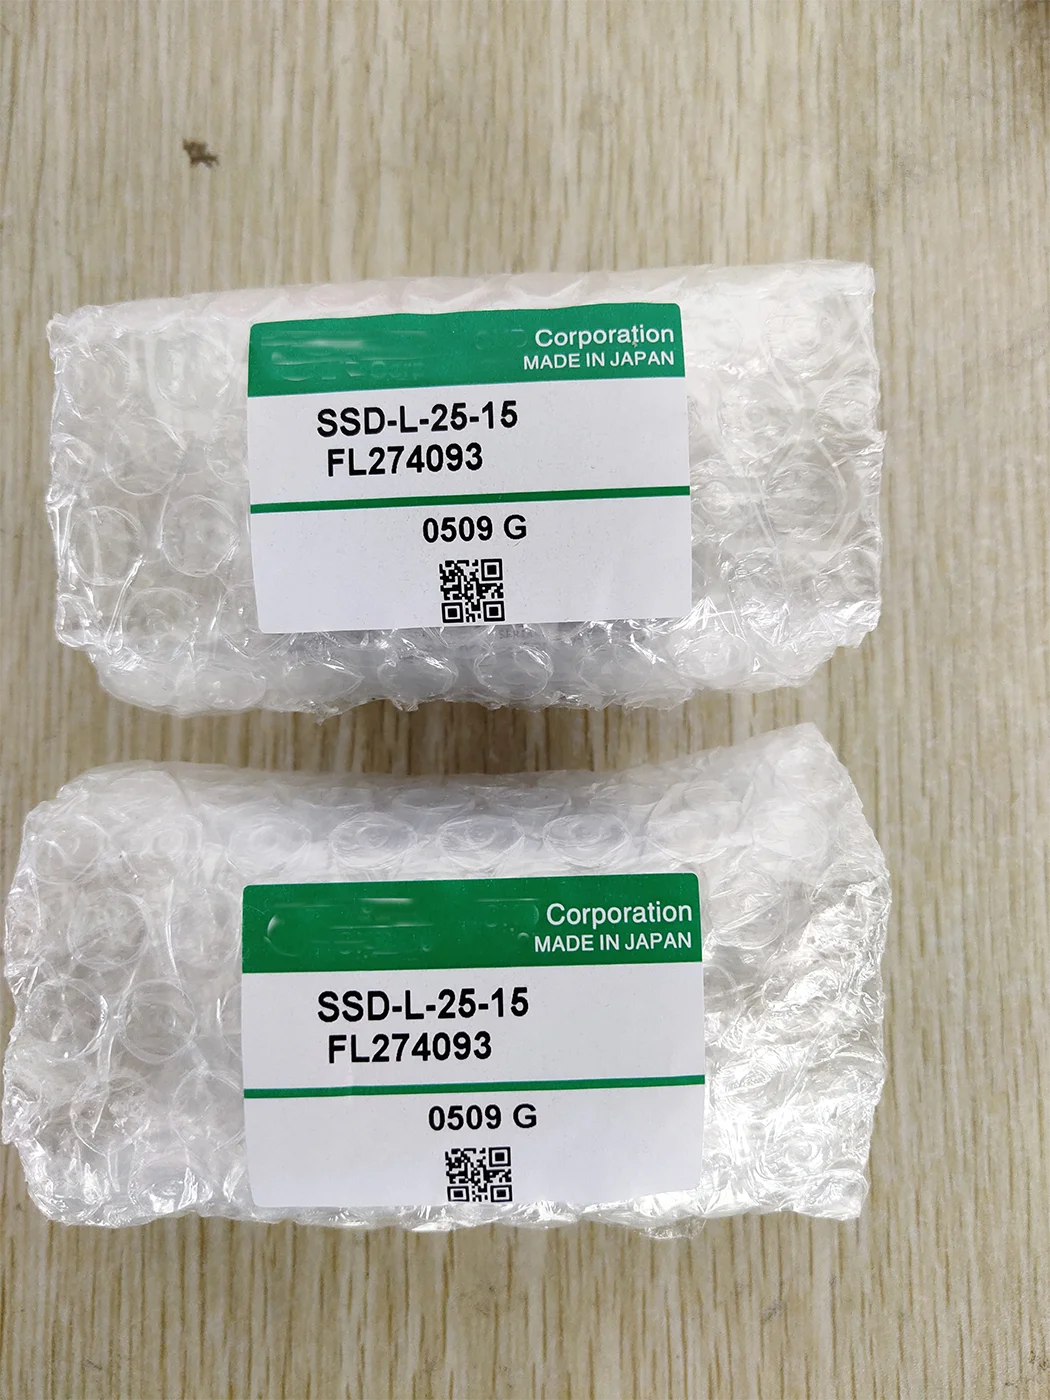 Corporation
MADE IN JAPAN
SSD-L-25-15
FL274093
0509 G
Corporation
MADE IN JAPAN
SSD-L-25-15
FL274093
0509 G